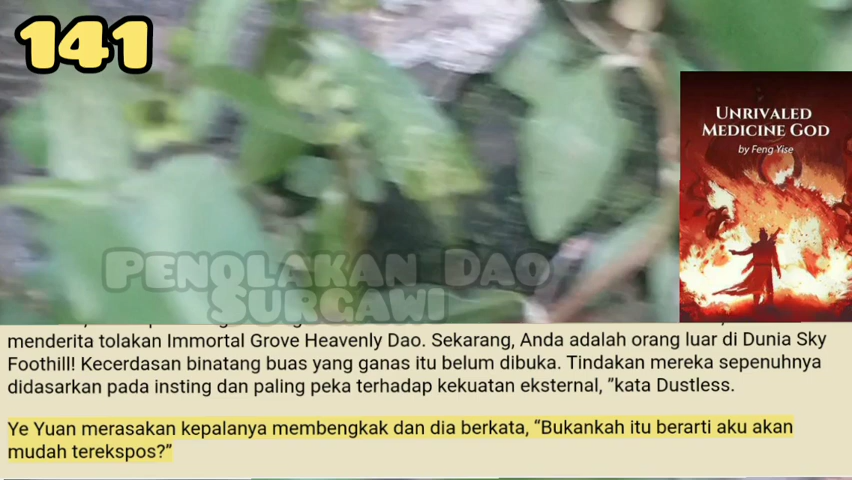 141
UNRIVALED
MEDICINE GOD
by Feng Yise
PENOLAKAN DAO
SURGAWI
menderita tolakan Immortal Grove Heavenly Dao. Sekarang, Anda adalah orang luar di Dunia Sky
Foothill! Kecerdasan binatang buas yang ganas itu belum dibuka. Tindakan mereka sepenuhnya
didasarkan pada insting dan paling peka terhadap kekuatan eksternal, ”kata Dustless.
Ye Yuan merasakan kepalanya membengkak dan dia berkata, “Bukankah itu berarti aku akan
mudah terekspos?”